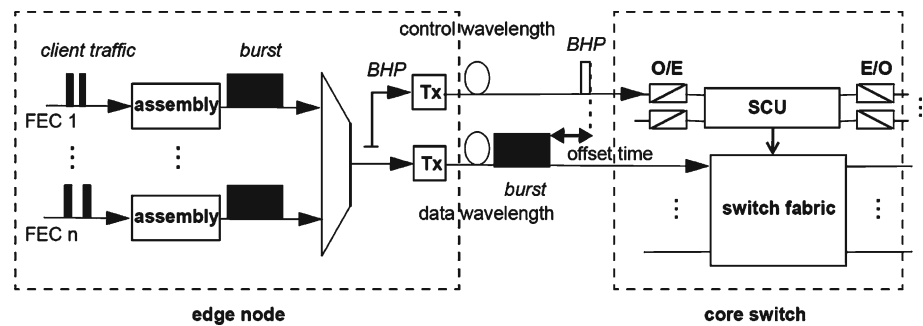 control wavelength
client traffic
burst
BHP
BHP
O/E
E/O
assembly
Tx
SCU
FEC 1
offset time
Tx
assembly
burst
switch fabric
FEC n
data wavelength
edge node
core switch